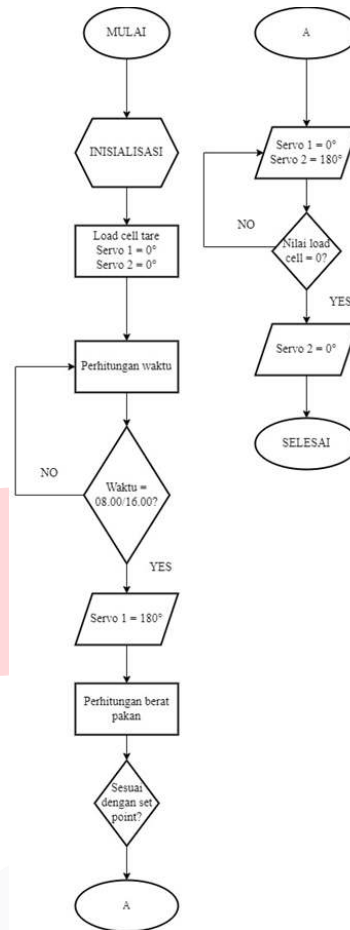 MULAI
INISIALISASI
Load cell tare
Servo 1 = 0°
Servo 2 = 0°
Perhitungan waktu
NO
Waktu =
08.00/16.00?
YES
Servo 1 = 180°
Perhitungan berat
pakan
Sesuai
dengan set
point?
A
A
Servo 1 = 0°
Servo 2 = 180°
NO
Nilai load
cell = 0?
YES
Servo 2 = 0°
SELESAI